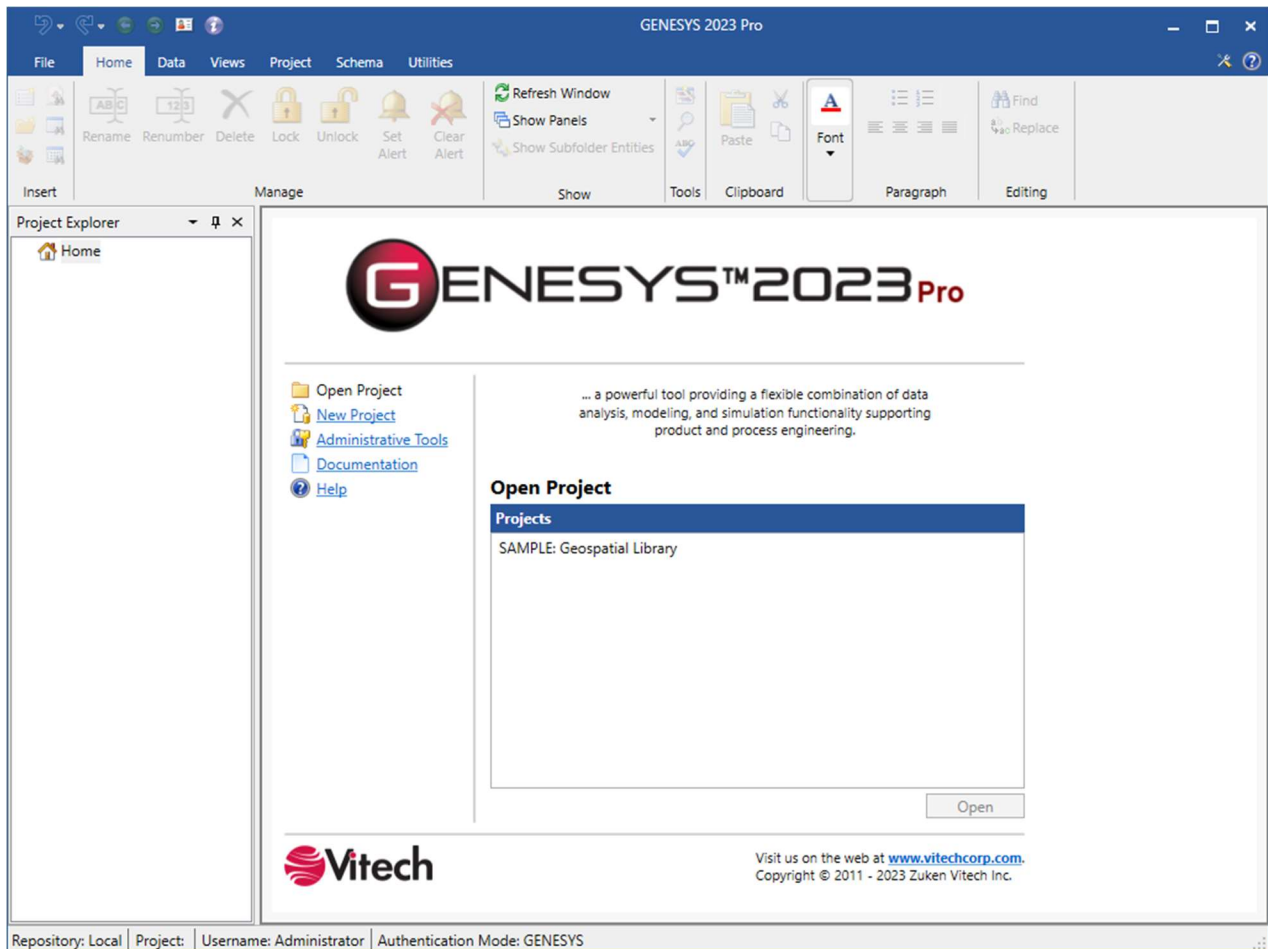 GENESYS 2023 Pro
File Home Data Views Project Schema Utilities
Rename Renumber Delete Lock Unlock Set Alert Clear Alert
Refresh Window
Show Panels
Show Subfolder Entities
Paste
Font
Find
Replace
Insert Manage Show Tools Clipboard Paragraph Editing
Project Explorer
Home
GENESYS™2023 Pro
Open Project
New Project
Administrative Tools
Documentation
Help
... a powerful tool providing a flexible combination of data
analysis, modeling, and simulation functionality supporting
product and process engineering.
Open Project
Projects
SAMPLE: Geospatial Library
Open
Vitech
Visit us on the web at www.vitechcorp.com.
Copyright © 2011 - 2023 Zuken Vitech Inc.
Repository: Local Project: Username: Administrator Authentication Mode: GENESYS